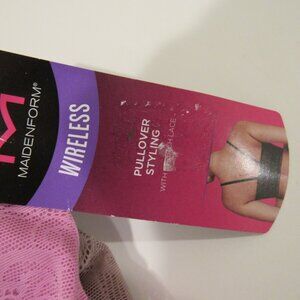 M
MAIDENFORM®
WIRELESS
PULLOVER
STYLING
WITH LACE